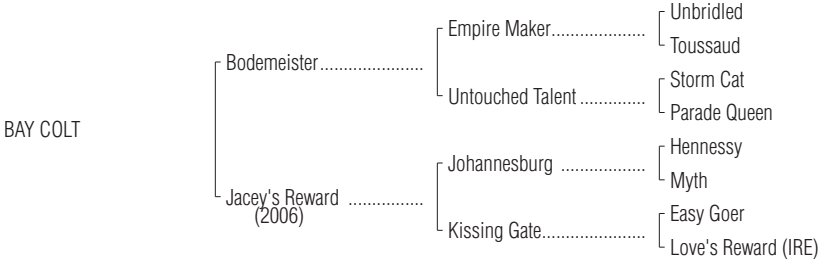 Unbridled
Empire Maker....................
Toussaud
Bodemeister......................
Storm Cat
Untouched Talent ..............
Parade Queen
BAY COLT
Hennessy
Johannesburg ..................
Myth
Jacey's Reward ................
(2006)
Easy Goer
Kissing Gate......................
Love's Reward (IRE)